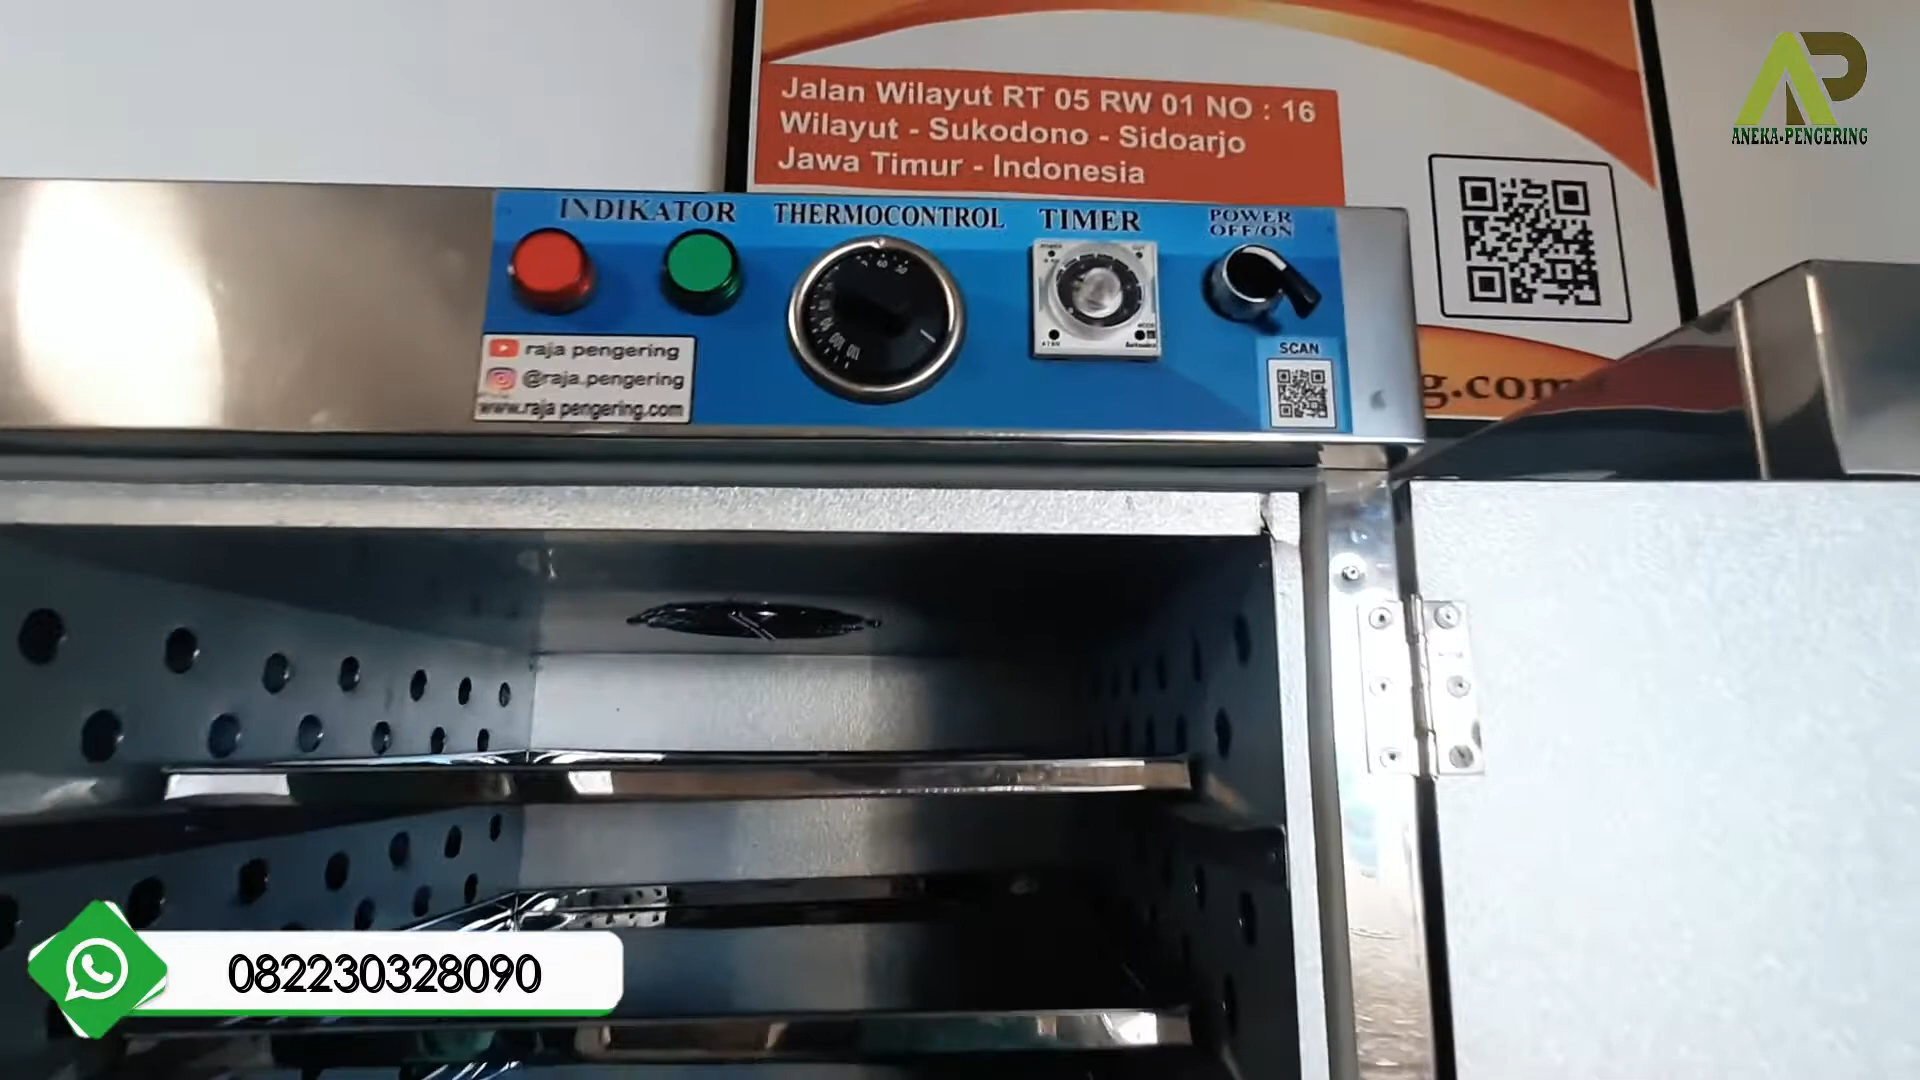 Jalan Wilayut RT 05 RW 01 NO : 16
Wilayut - Sukodono - Sidoarjo
Jawa Timur - Indonesia
ANEKA-PENGERING
INDIKATOR
THERMOCONTROL
TIMER
POWER
OFF/ON
raja pengering
@raja.pengering
www.raja pengering.com
SCAN
g.com
082230328090